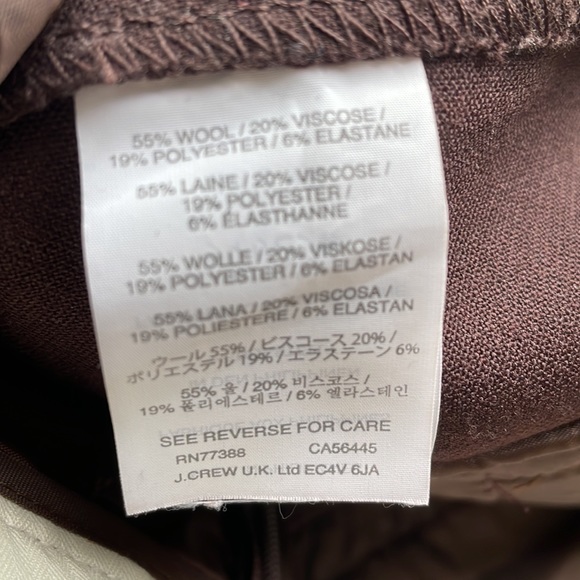 55% WOOL / 20% VISCOSE /
19% POLYESTER / 6% ELASTANE
55% LAINE / 20% VISCOSE /
19% POLYESTER /
6% ÉLASTHANNE
55% WOLLE / 20% VISKOSE /
19% POLYESTER / 6% ELASTAN
55% LANA / 20% VISCOSA /
19% POLIESTERE / 6% ELASTAN
ウール 55% / ビスコース 20% /
ポリエステル 19% / エラステーン 6%
55% 울 / 20% 비스코스 /
19% 폴리에스테르 / 6% 엘라스테인
SEE REVERSE FOR CARE
RN77388 CA56445
J.CREW U.K. Ltd EC4V 6JA